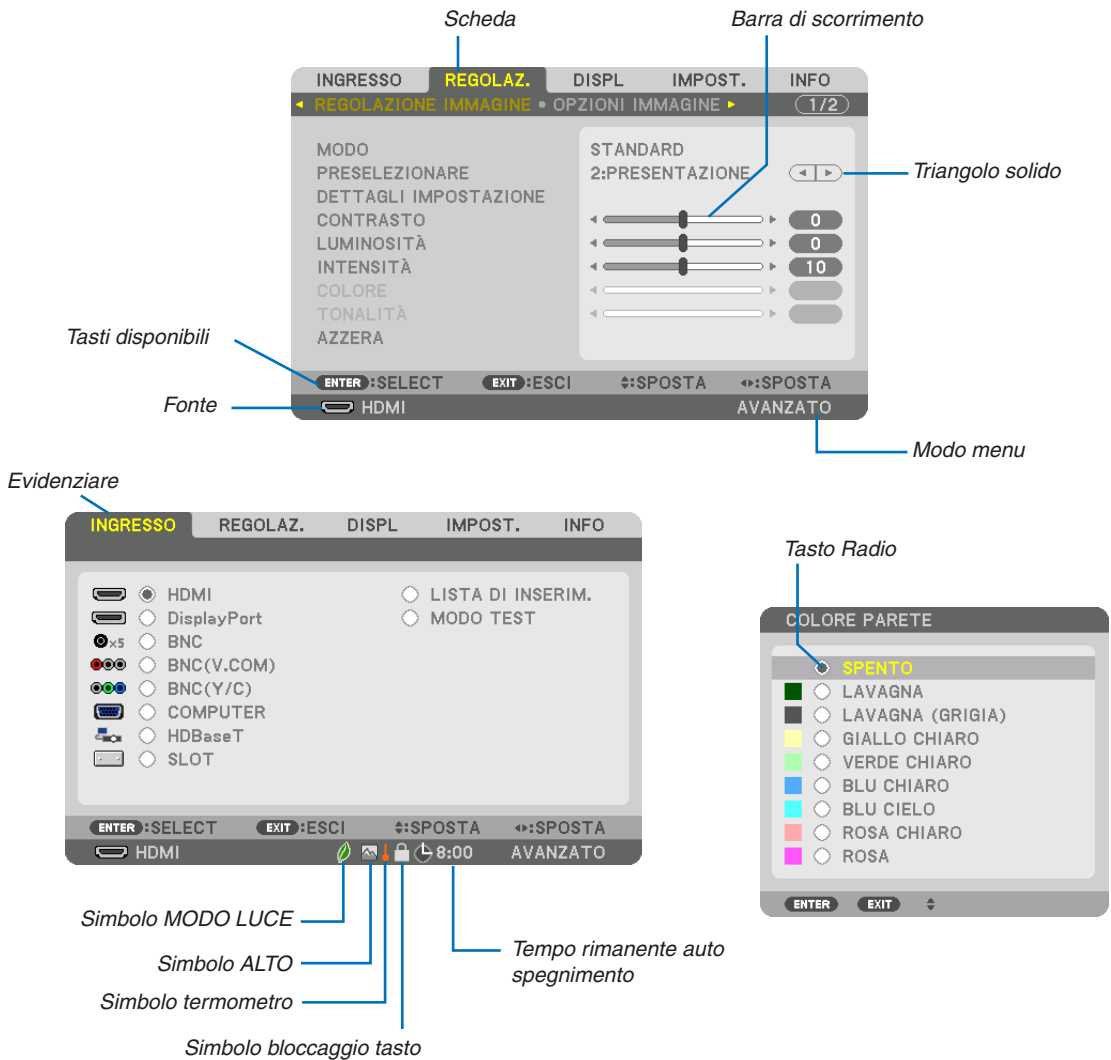 Scheda
Barra di scorrimento
INGRESSO REGOLAZ. DISPL IMPOST. INFO
REGOLAZIONE IMMAGINE • OPZIONI IMMAGINE 1/2
MODO STANDARD
PRESELEZIONARE 2:PRESENTAZIONE
Triangolo solido
DETTAGLI IMPOSTAZIONE
CONTRASTO 0
LUMINOSITÀ 0
INTENSITÀ 10
COLORE
TONALITÀ
AZZERA
Tasti disponibili
ENTER :SELECT EXIT :ESCI :SPOSTA :SPOSTA
Fonte
HDMI AVANZATO
Modo menu
Evidenziare
INGRESSO REGOLAZ. DISPL IMPOST. INFO
HDMI LISTA DI INSERIM.
DisplayPort MODO TEST
×5 BNC
BNC(V.COM)
BNC(Y/C)
COMPUTER
HDBaseT
SLOT
ENTER :SELECT EXIT :ESCI :SPOSTA :SPOSTA
HDMI 8:00 AVANZATO
Simbolo MODO LUCE
Simbolo ALTO
Simbolo termometro
Simbolo bloccaggio tasto
Tempo rimanente auto
spegnimento
Tasto Radio
COLORE PARETE
SPENTO
LAVAGNA
LAVAGNA (GRIGIA)
GIALLO CHIARO
VERDE CHIARO
BLU CHIARO
BLU CIELO
ROSA CHIARO
ROSA
ENTER EXIT